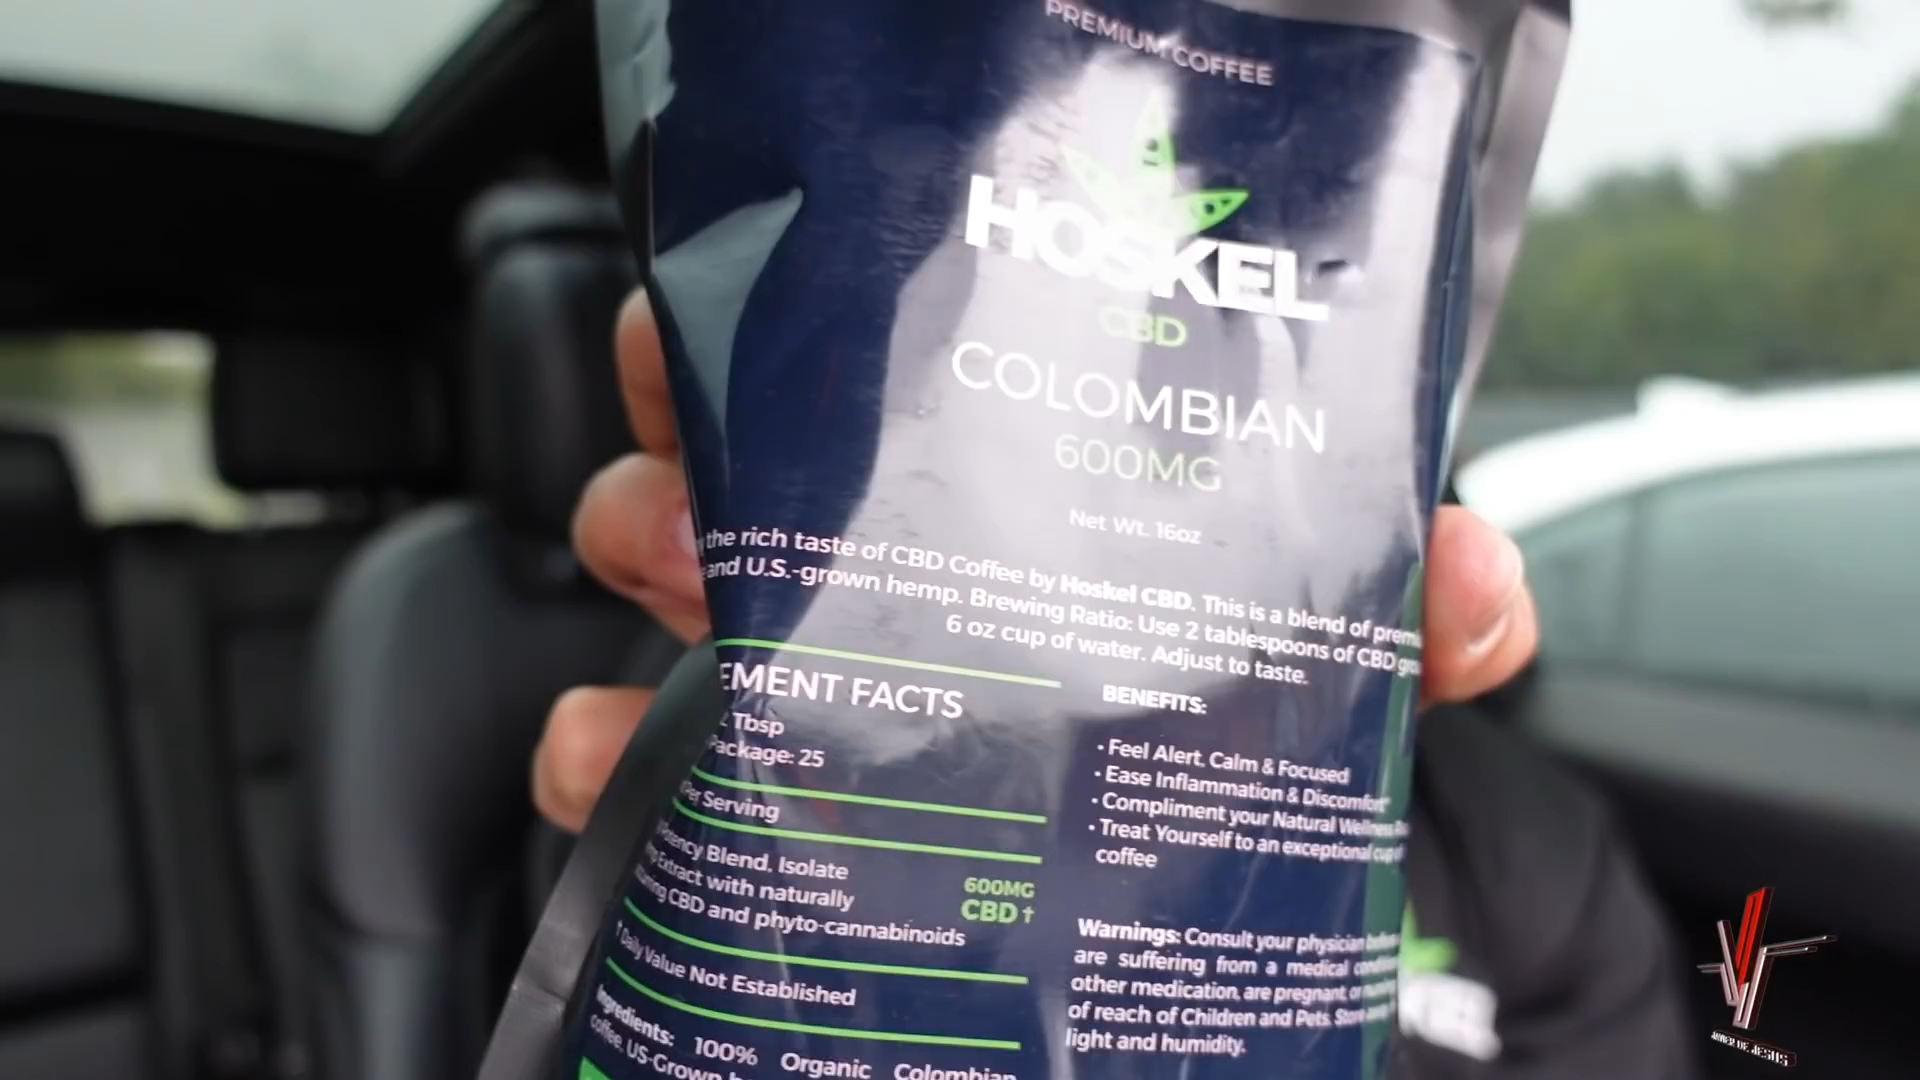 PREMIUM COFFEE
HOSKEL
CBD
COLOMBIAN
600MG
Net Wt. 16oz
the rich taste of CBD Coffee by Hoskel CBD. This is a blend of
and U.S.-grown hemp. Brewing Ratio: Use 2 tablespoons of CBD
6 oz cup of water. Adjust to taste.
EMENT FACTS
Tbsp
Package: 25
Per Serving
Blend, Isolate
Extract with naturally
CBD and phyto-cannabinoids
600MG
CBD †
† Daily Value Not Established
Ingredients: 100% Organic Colombian
coffee, US-Grown
BENEFITS:
• Feel Alert, Calm & Focused
• Ease Inflammation & Discomfort*
• Compliment your Natural Wellness
• Treat Yourself to an exceptional cup
coffee
Warnings: Consult your physician
are suffering from a medical
other medication, are pregnant or
of reach of Children and Pets. Store
light and humidity.
JAVIER DE JESUS